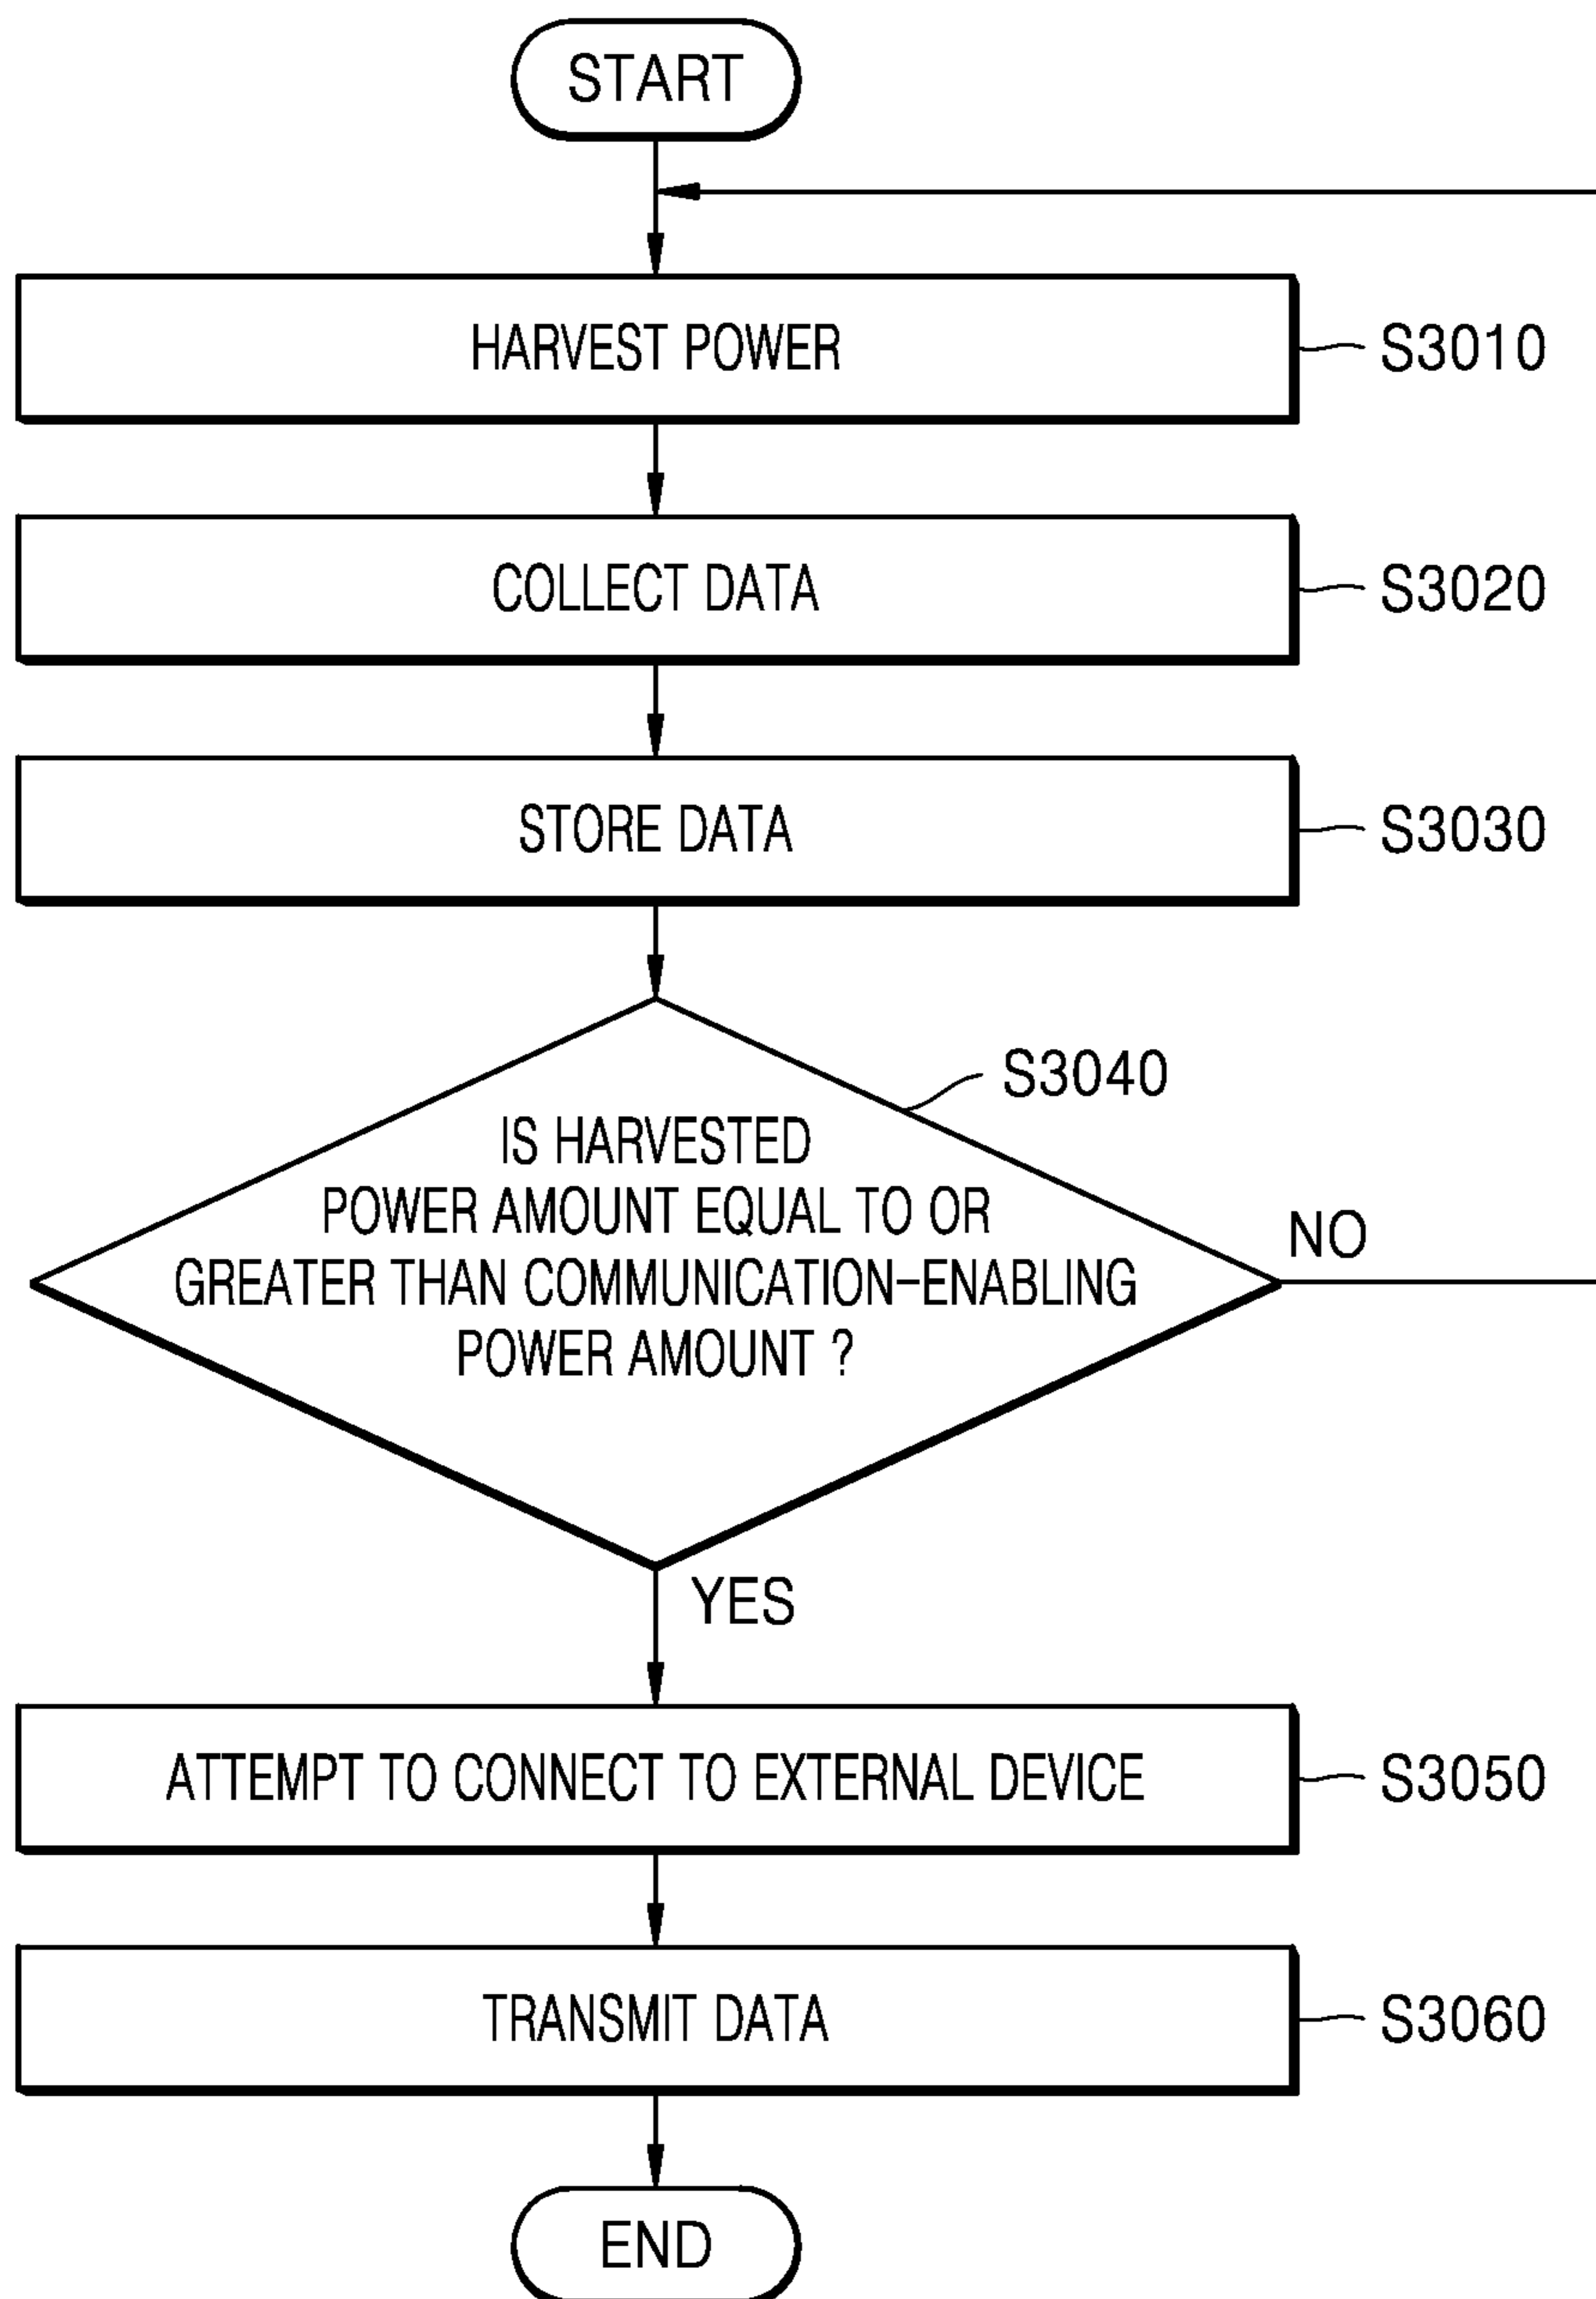 START
HARVEST POWER
S3010
COLLECT DATA
S3020
STORE DATA
S3030
S3040
IS HARVESTED
POWER AMOUNT EQUAL TO OR
GREATER THAN COMMUNICATION-ENABLING
POWER AMOUNT ?
NO
YES
ATTEMPT TO CONNECT TO EXTERNAL DEVICE
S3050
TRANSMIT DATA
S3060
END